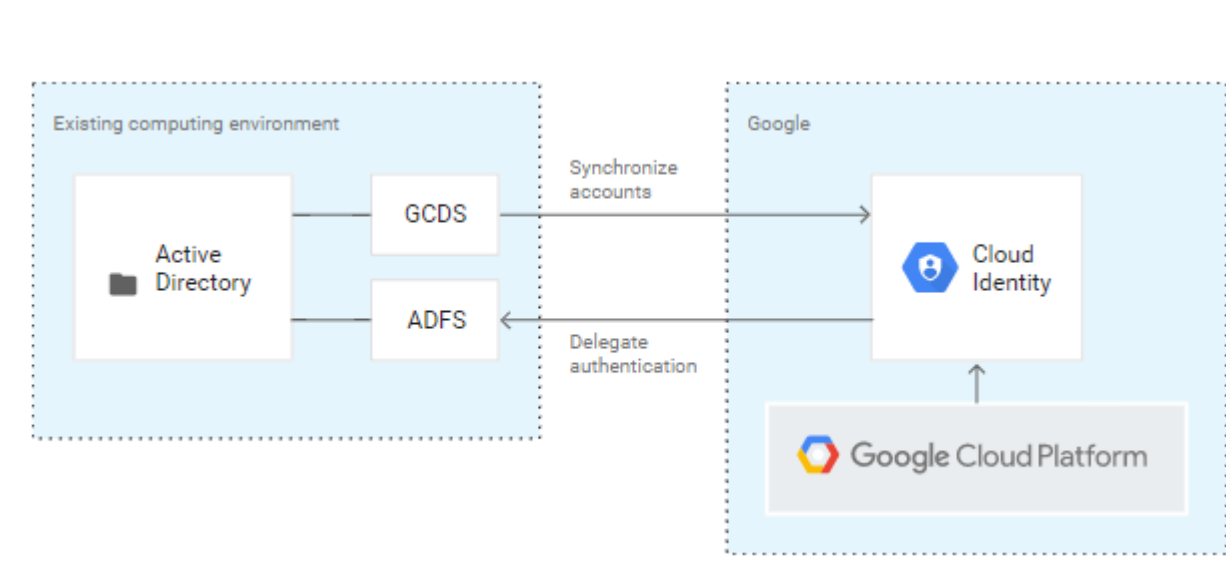 Existing computing environment
Google
Synchronize
accounts
GCDS
Active
Directory
Cloud
Identity
ADFS
Delegate
authentication
Google Cloud Platform